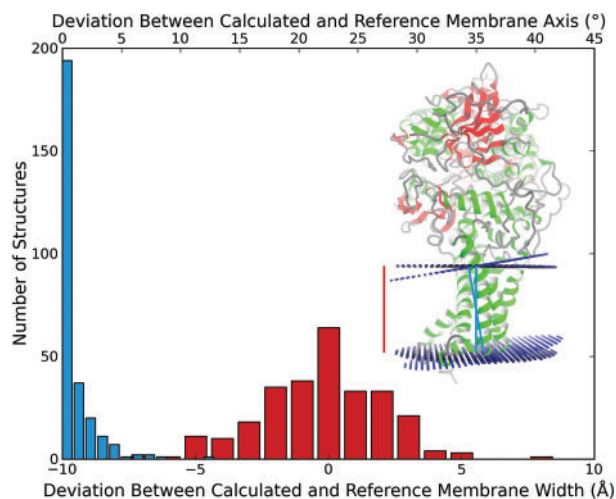 Deviation Between Calculated and Reference Membrane Axis (°)
0 5 10 15 20 25 30 35 40 45
200
150
100
50
0
Number of Structures
−10 −5 0 5 10
Deviation Between Calculated and Reference Membrane Width (Å)